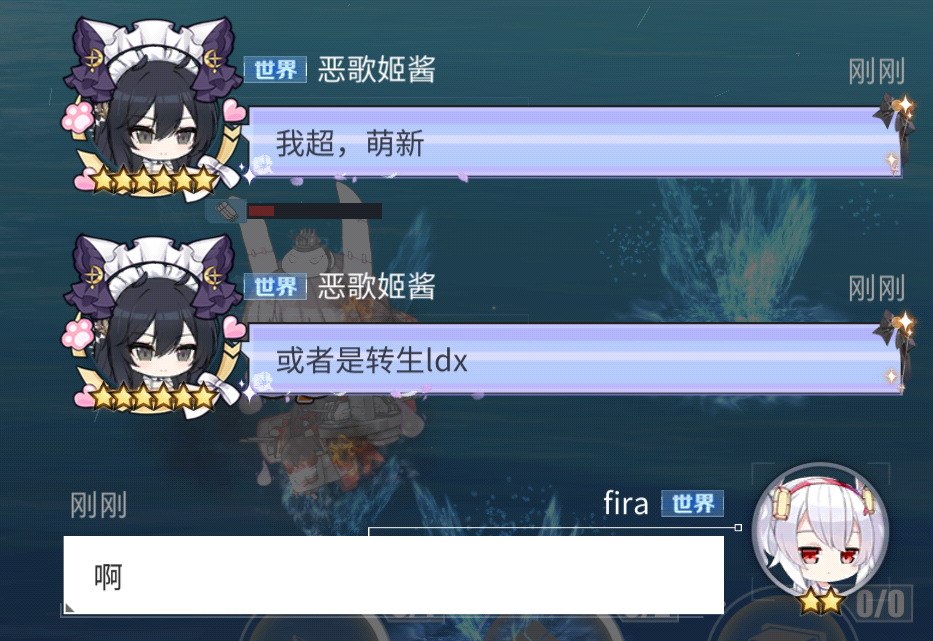 世界 恶歌姬酱 刚刚
我超，萌新
世界 恶歌姬酱 刚刚
或者是转生ldx
刚刚 fira 世界
啊
0/0